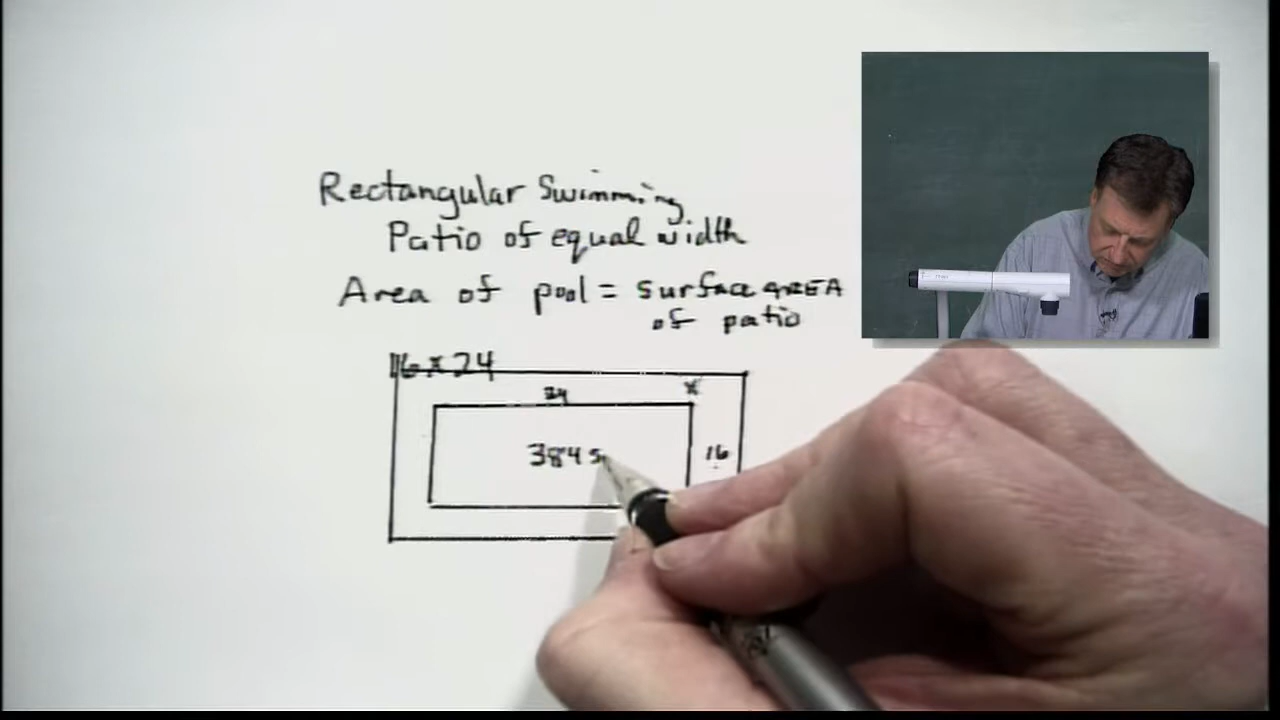 Rectangular Swimming
Patio of equal width
Area of pool = surface AREA
of patio
16 x 24
24 x
384 s
16